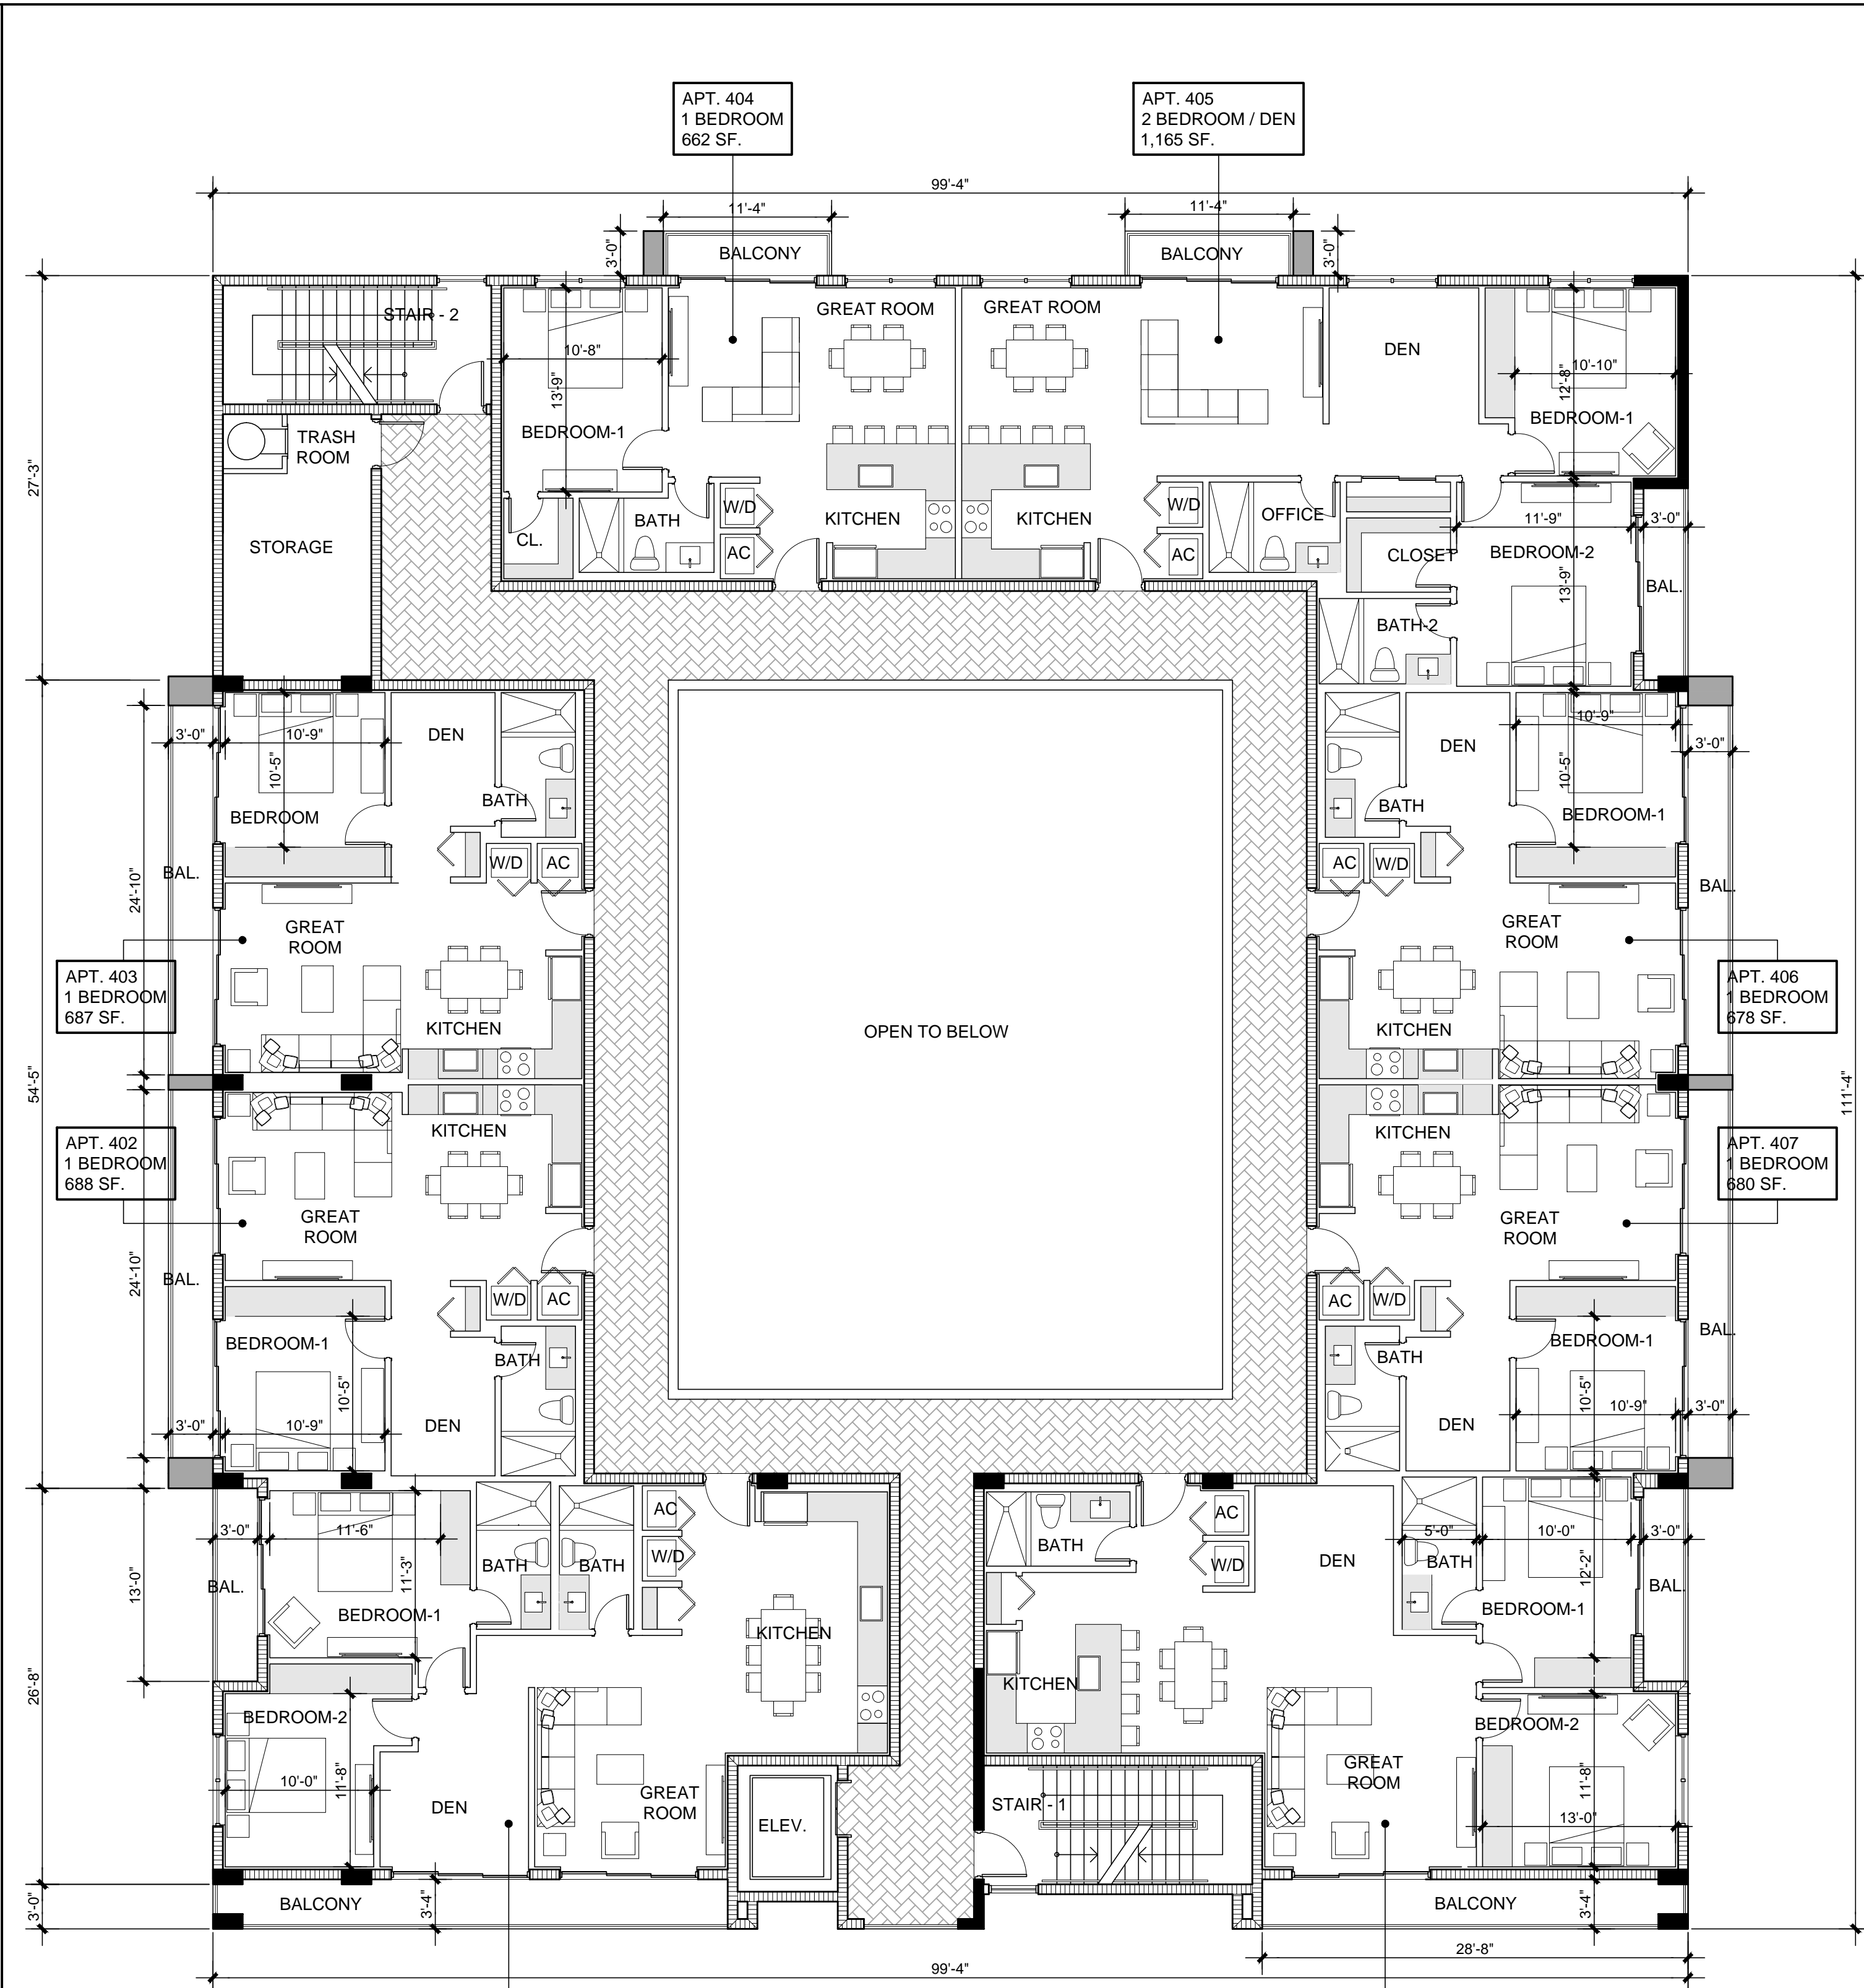 APT. 404
1 BEDROOM
662 SF.
APT. 405
2 BEDROOM / DEN
1,165 SF.
99'-4"
11'-4"
11'-4"
3'-0"
BALCONY
BALCONY
3'-0"
STAIR - 2
GREAT ROOM
GREAT ROOM
DEN
10'-8"
13'-9"
BEDROOM-1
10'-10"
12'-8"
BEDROOM-1
27'-3"
TRASH
ROOM
STORAGE
CL.
BATH
W/D
AC
KITCHEN
KITCHEN
W/D
AC
OFFICE
CLOSET
11'-9"
BEDROOM-2
13'-9"
3'-0"
BAL.
BATH-2
3'-0"
10'-9"
10'-5"
BEDROOM
DEN
BATH
W/D
AC
BAL.
24'-10"
GREAT
ROOM
KITCHEN
APT. 403
1 BEDROOM
687 SF.
54'-5"
OPEN TO BELOW
DEN
10'-9"
10'-5"
3'-0"
BATH
BEDROOM-1
AC
W/D
BAL.
GREAT
ROOM
KITCHEN
APT. 406
1 BEDROOM
678 SF.
111'-4"
APT. 402
1 BEDROOM
688 SF.
KITCHEN
GREAT
ROOM
24'-10"
BAL.
W/D
AC
BEDROOM-1
BATH
10'-5"
3'-0"
10'-9"
DEN
KITCHEN
APT. 407
1 BEDROOM
680 SF.
GREAT
ROOM
AC
W/D
BEDROOM-1
BAL.
BATH
10'-5"
DEN
10'-9"
3'-0"
3'-0"
11'-6"
11'-3"
BAL.
13'-0"
BEDROOM-1
BATH
BATH
AC
W/D
KITCHEN
26'-8"
BEDROOM-2
10'-0"
11'-8"
DEN
GREAT
ROOM
ELEV.
BATH
AC
W/D
DEN
5'-0"
BATH
10'-0"
12'-2"
3'-0"
BEDROOM-1
BAL.
KITCHEN
BEDROOM-2
GREAT
ROOM
11'-8"
13'-0"
STAIR - 1
3'-0"
BALCONY
3'-4"
BALCONY
3'-4"
28'-8"
99'-4"